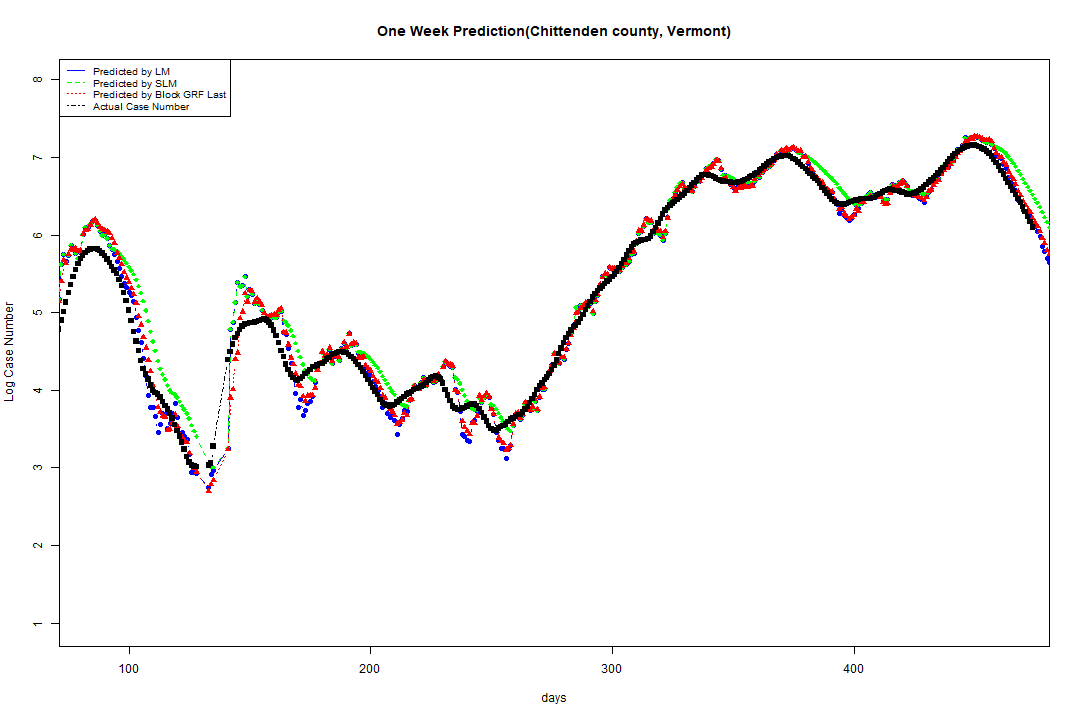 One Week Prediction(Chittenden county, Vermont)
Predicted by LM
Predicted by SLM
Predicted by Block GRF Last
Actual Case Number
8
7
6
5
4
3
2
1
Log Case Number
100 200 300 400
days